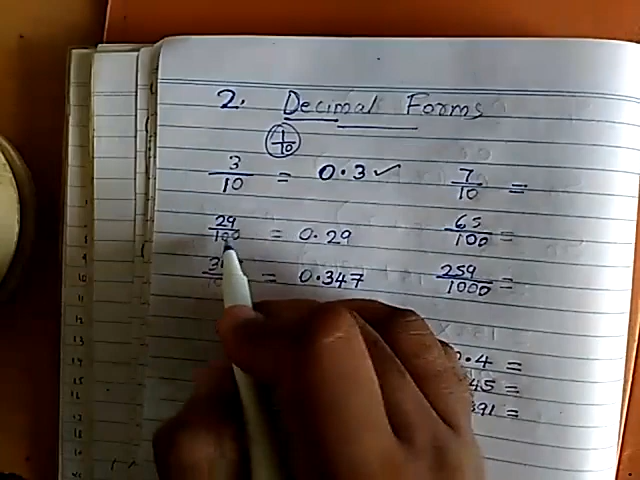 2. Decimal Forms
1/10
3/10 = 0.3 ✓ 7/10 =
29/100 = 0.29 65/100 =
= 0.347 259/1000 =
0.4 =
45 =
391 =